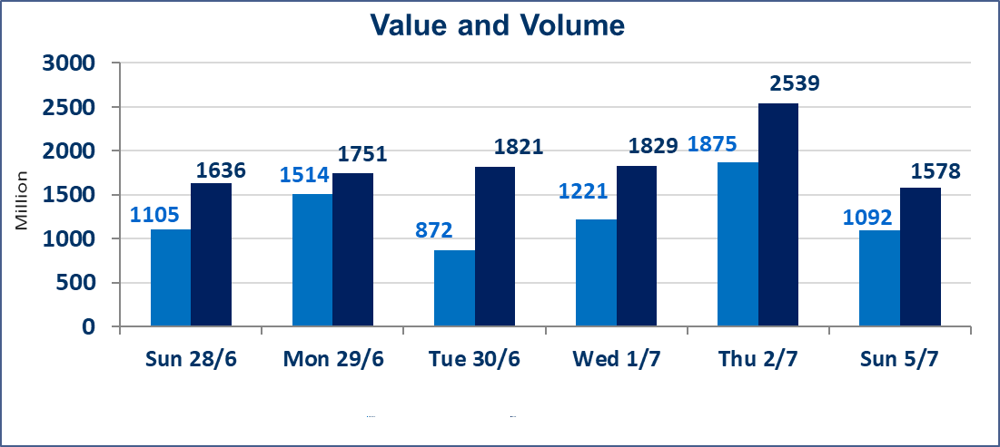 Value and Volume
3000
2500
2000
1500
1000
500
0
Million
1105
1636
1514
1751
872
1821
1221
1829
1875
2539
1092
1578
Sun 28/6
Mon 29/6
Tue 30/6
Wed 1/7
Thu 2/7
Sun 5/7